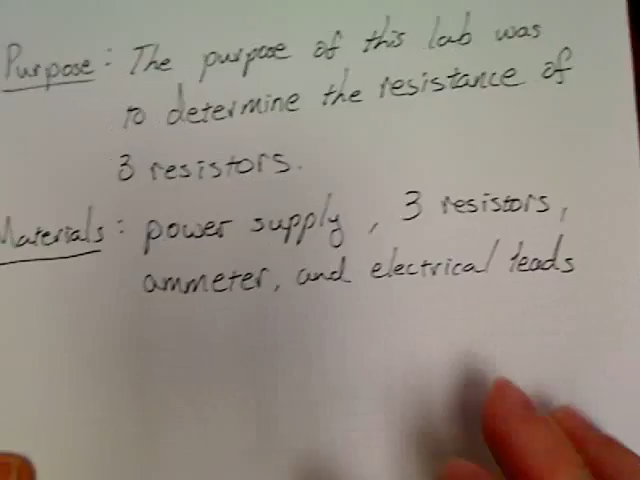 Purpose: The purpose of this lab was
to determine the resistance of
3 resistors.
Materials: power supply, 3 resistors,
ammeter, and electrical leads